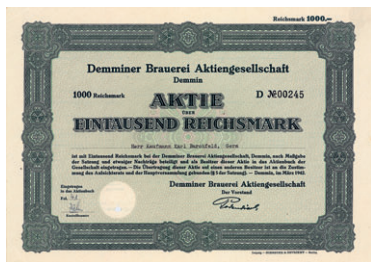 Reichsmark 1000.—
Demminer Brauerei Aktiengesellschaft
Demmin
1000 Reichsmark
D №00245
AKTIE
ÜBER
EINTAUSEND REICHSMARK
Herr Kaufmann Karl
ist mit Eintausend Reichsmark bei der Demminer Brauerei Aktiengesellschaft, Demmin, nach Maßgabe
der Satzung und etwaiger Nachträge beteiligt und als Besitzer dieser Aktie in das Aktienbuch der
Gesellschaft eingetragen. — Die Übertragung dieser Aktie auf einen anderen Besitzer ist an die Zustim-
mung des Aufsichtsrats und der Hauptversammlung gebunden (§ 5 der Satzung). — Demmin, im März 1942.
Eingetragen
in das Aktienbuch
Fol.
Demminer Brauerei Aktiengesellschaft
Der Vorstand